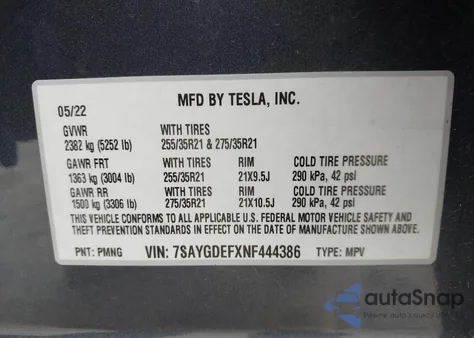 MFD BY TESLA, INC.
05/22
GVWR WITH TIRES
2382 kg (5252 lb) 255/35R21 & 275/35R21
GAWR FRT WITH TIRES RIM COLD TIRE PRESSURE
1363 kg (3004 lb) 255/35R21 21X9.5J 290 kPa, 42 psi
GAWR RR WITH TIRES RIM COLD TIRE PRESSURE
1500 kg (3306 lb) 275/35R21 21X10.5J 290 kPa, 42 psi
THIS VEHICLE CONFORMS TO ALL APPLICABLE U.S. FEDERAL MOTOR VEHICLE SAFETY AND
THEFT PREVENTION STANDARDS IN EFFECT ON THE DATE OF MANUFACTURE SHOWN ABOVE.
PNT: PMNG VIN: 7SAYGDEFXNF444386 TYPE: MPV
autaSnap